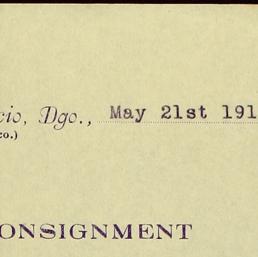 cio, Dgo., May 21st 191
co.)
ONSIGNMENT